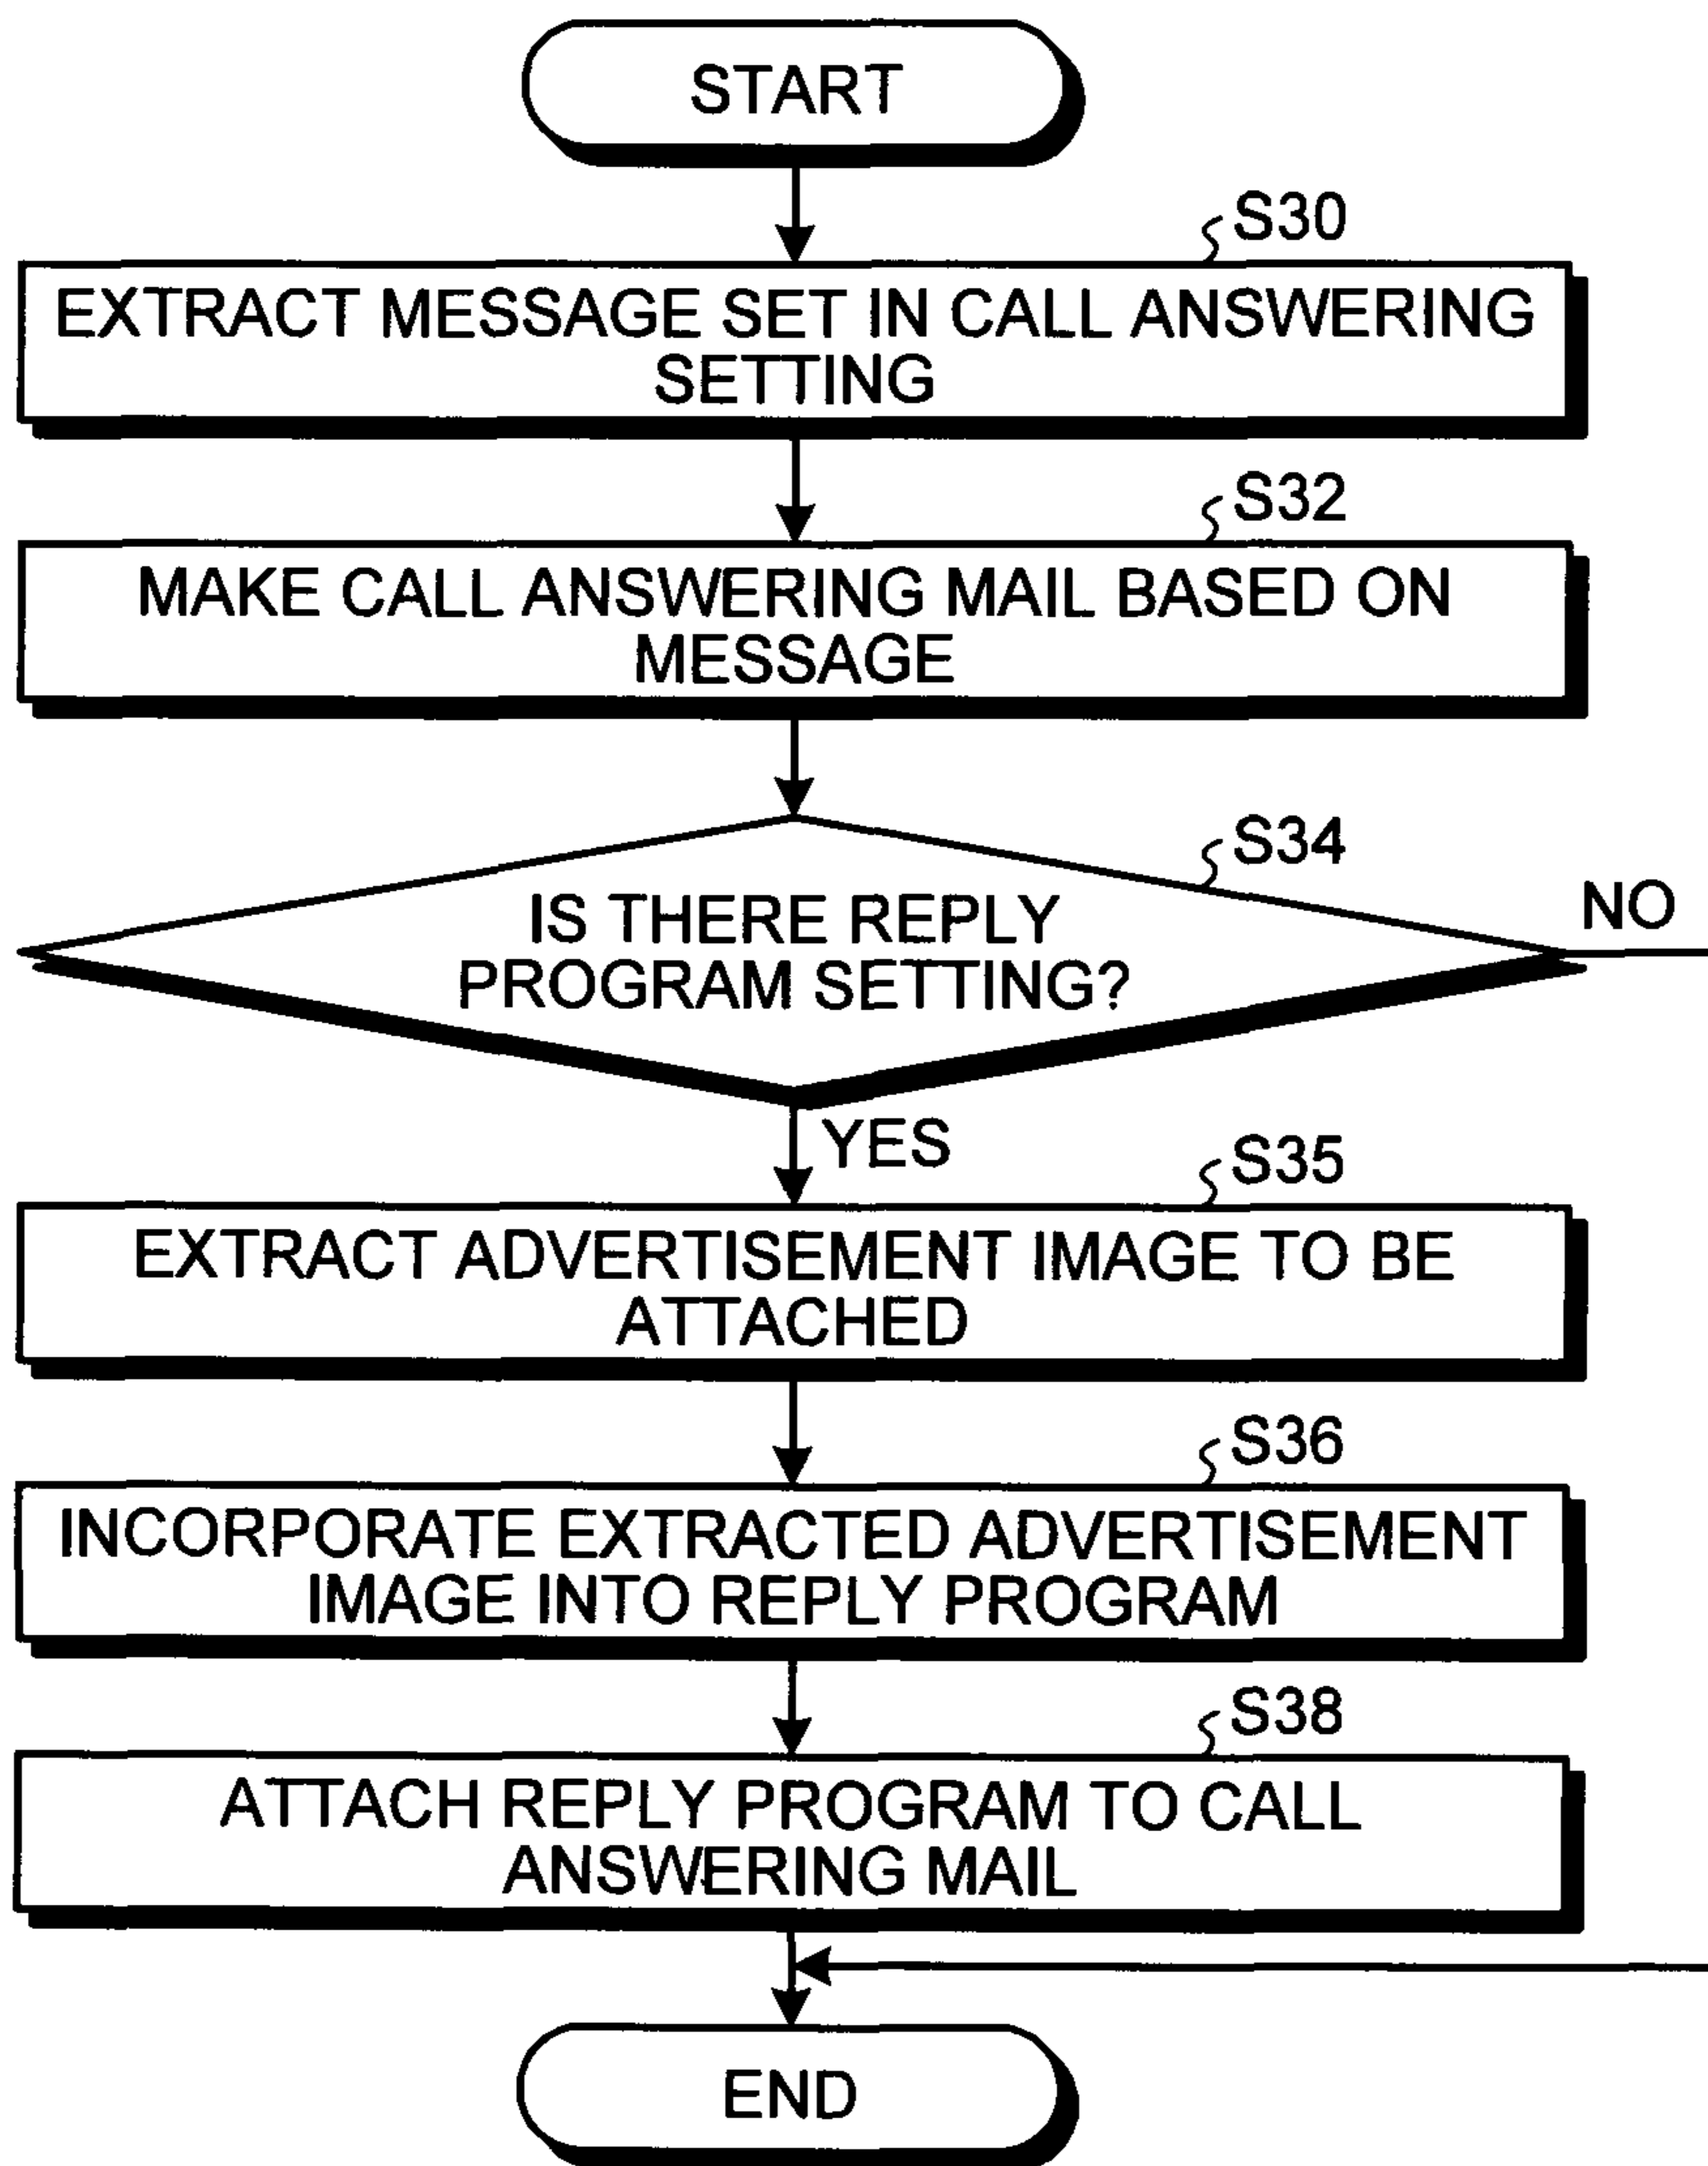 START
S30
EXTRACT MESSAGE SET IN CALL ANSWERING
SETTING
S32
MAKE CALL ANSWERING MAIL BASED ON
MESSAGE
S34
IS THERE REPLY
PROGRAM SETTING?
NO
YES
S35
EXTRACT ADVERTISEMENT IMAGE TO BE
ATTACHED
S36
INCORPORATE EXTRACTED ADVERTISEMENT
IMAGE INTO REPLY PROGRAM
S38
ATTACH REPLY PROGRAM TO CALL
ANSWERING MAIL
END